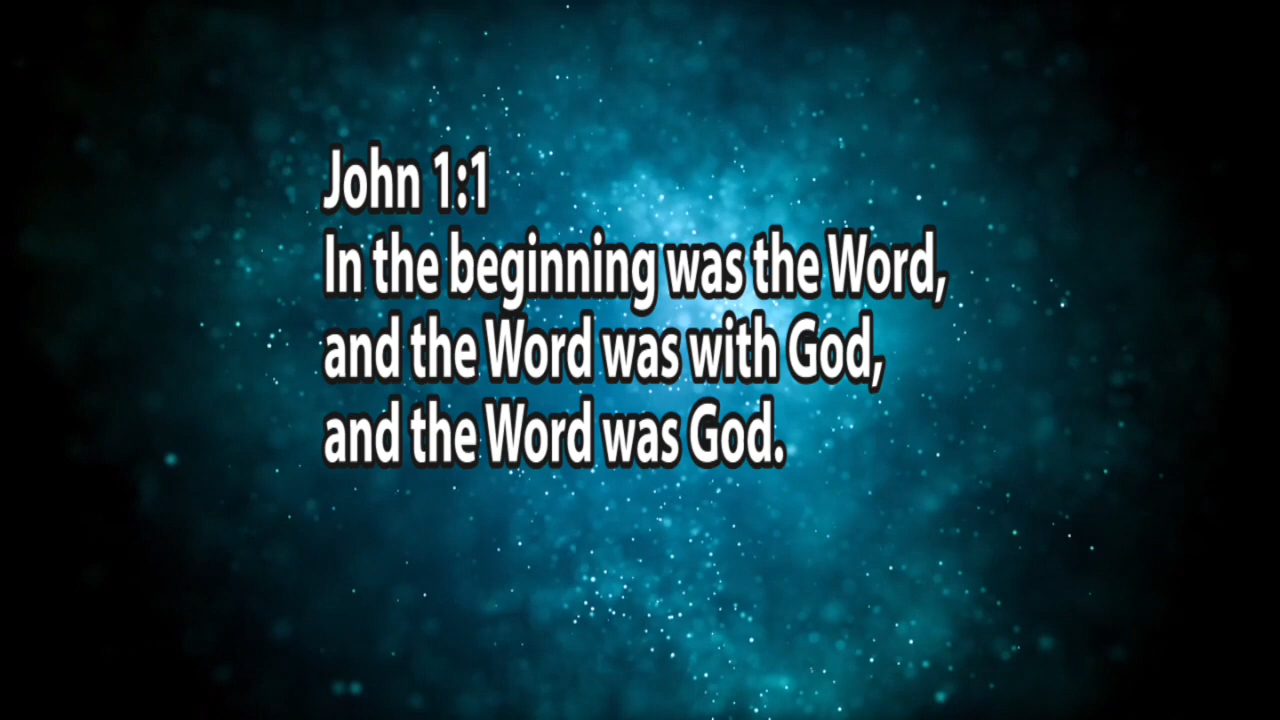 John 1:1
In the beginning was the Word,
and the Word was with God,
and the Word was God.